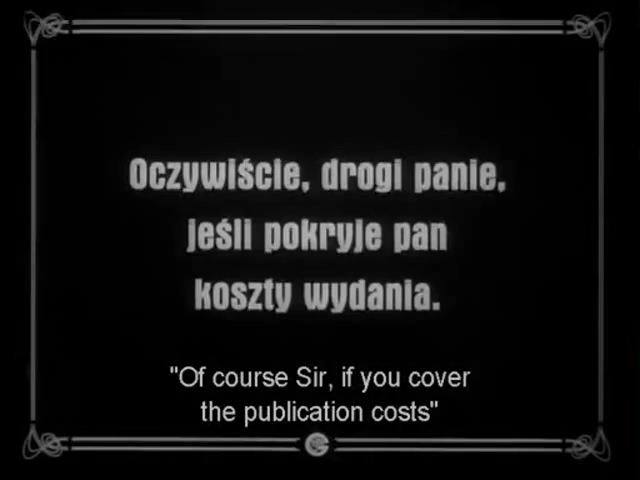 Oczywiście, drogi panie,
jeśli pokryje pan
koszty wydania.
"Of course Sir, if you cover
the publication costs"